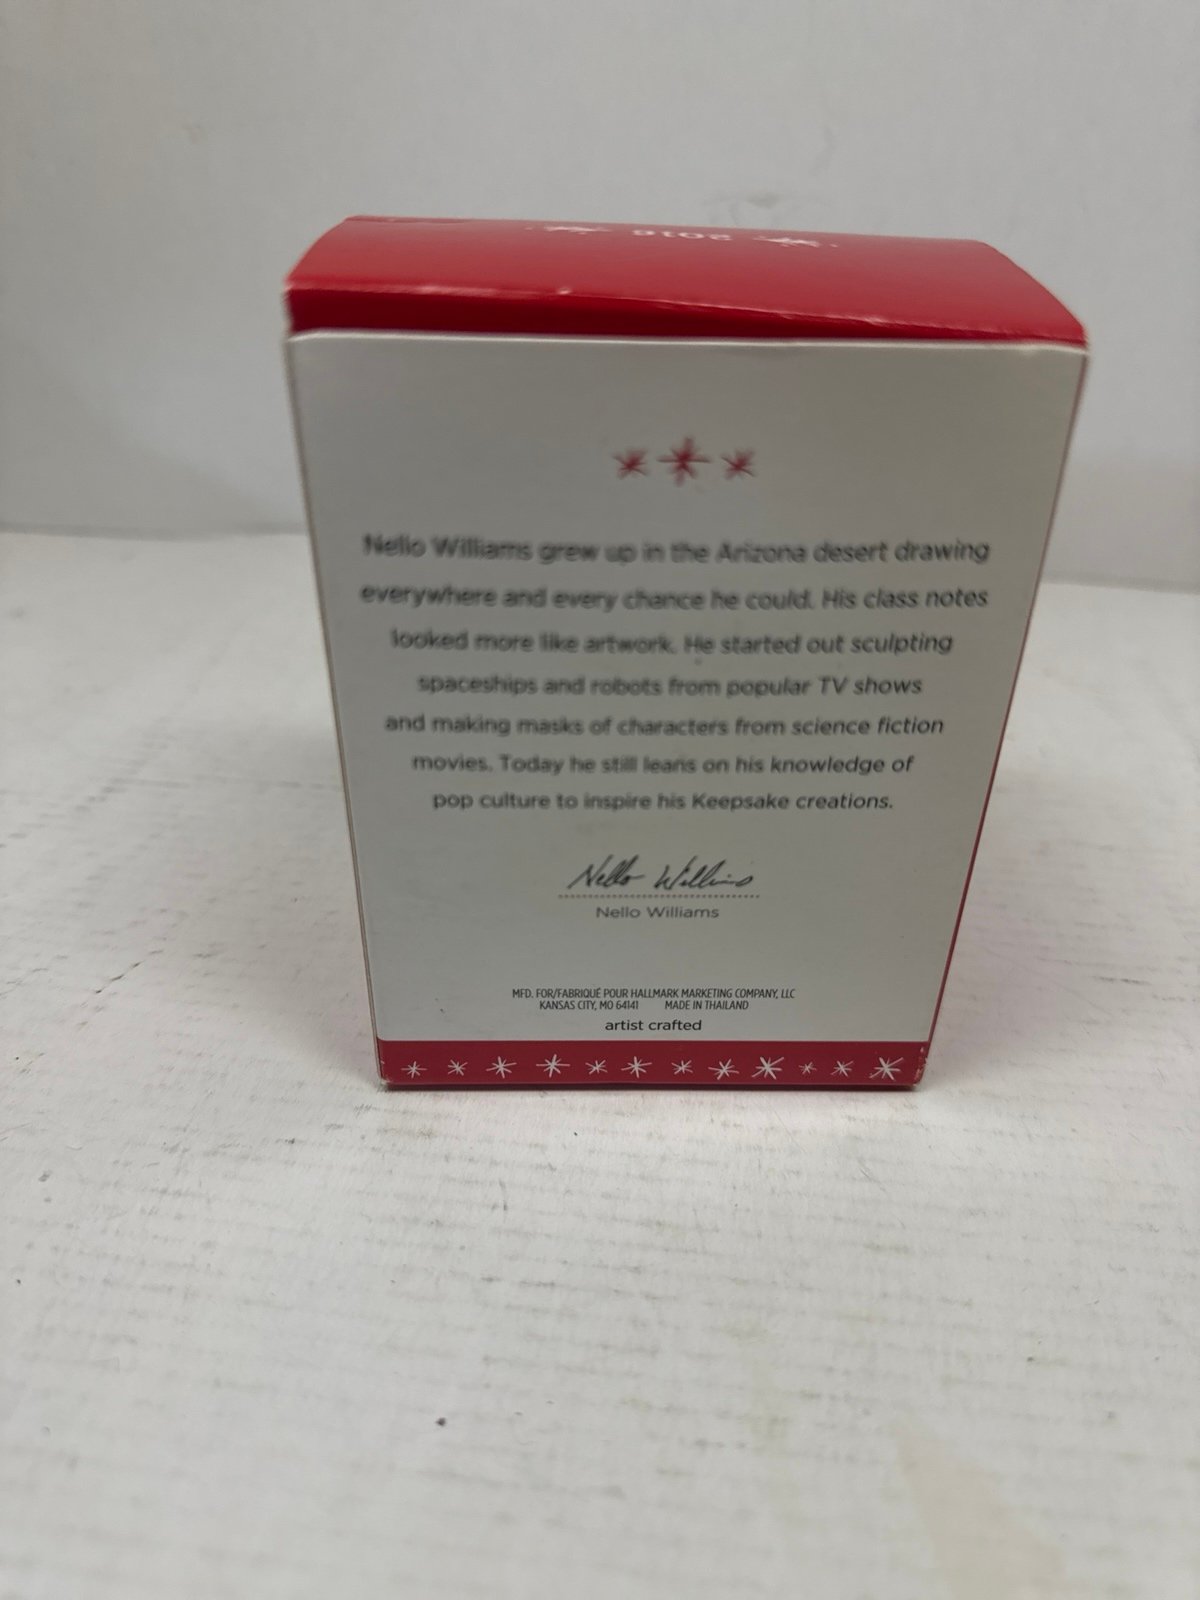 2016
Nello Williams grew up in the Arizona desert drawing
everywhere and every chance he could. His class notes
looked more like artwork. He started out sculpting
spaceships and robots from popular TV shows
and making masks of characters from science fiction
movies. Today he still leans on his knowledge of
pop culture to inspire his Keepsake creations.
Nello Williams
Nello Williams
MFD. FOR/FABRIQUÉ POUR HALLMARK MARKETING COMPANY, LLC
KANSAS CITY, MO 64141 MADE IN THAILAND
artist crafted